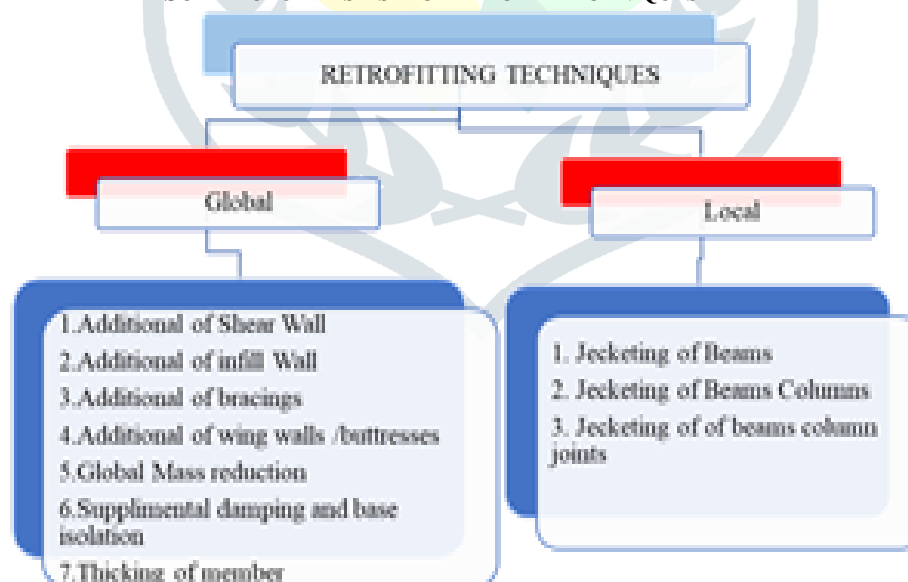 RETROFITTING TECHNIQUES
Global
Local
1.Additional of Shear Wall
2.Additional of infill Wall
3.Additional of bracings
4.Additional of wing walls /buttresses
5.Global Mass reduction
6.Supplimental damping and base
isolation
7.Thicking of member
1. Jecketing of Beams
2. Jecketing of Beams Columns
3. Jecketing of of beams column
joints